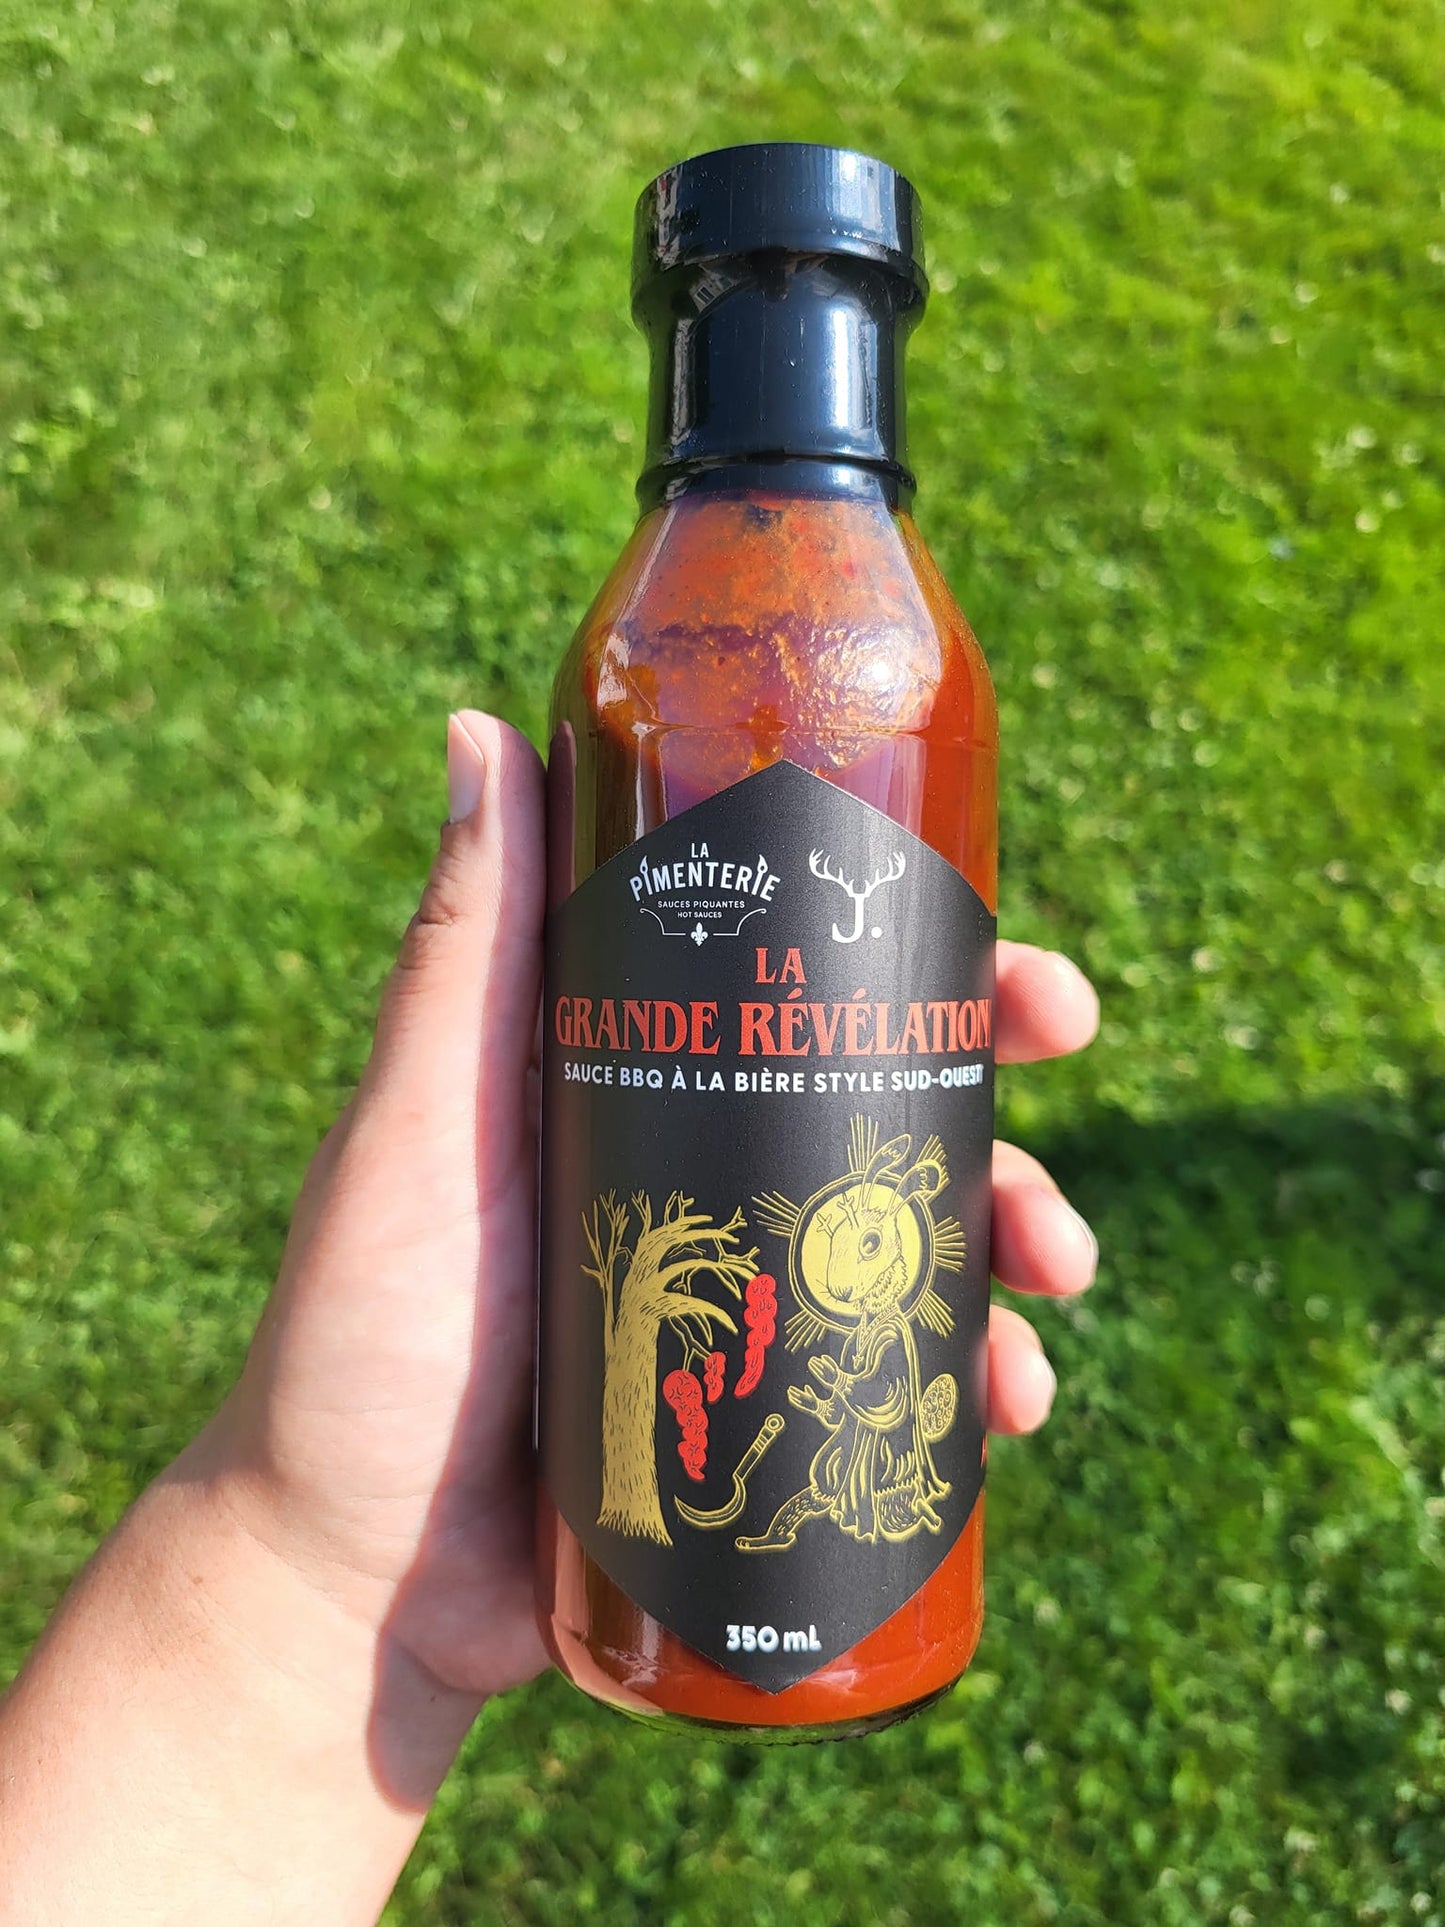 LA
PIMENTERIE
SAUCES PIQUANTES
HOT SAUCES
J.
LA
GRANDE RÉVÉLATION
SAUCE BBQ À LA BIÈRE STYLE SUD-OUEST
350 mL